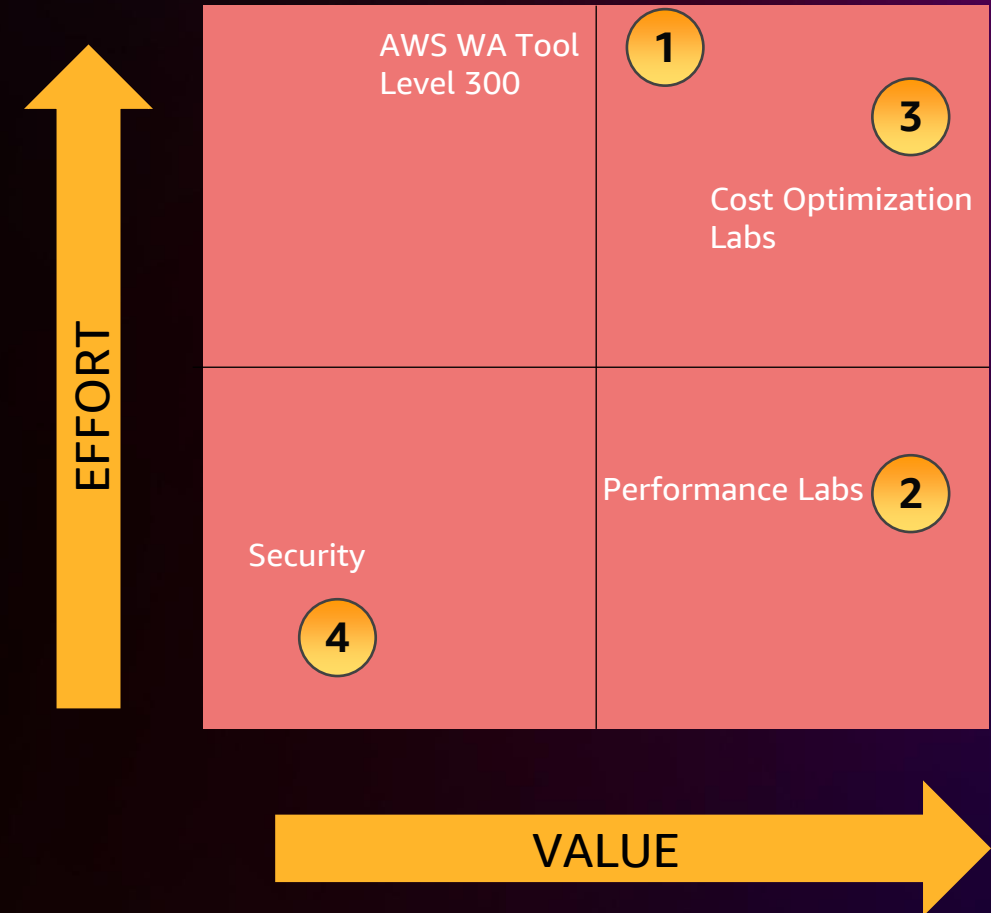 AWS WA Tool
Level 300
1
3
Cost Optimization
Labs
EFFORT
Performance Labs
2
Security
4
VALUE